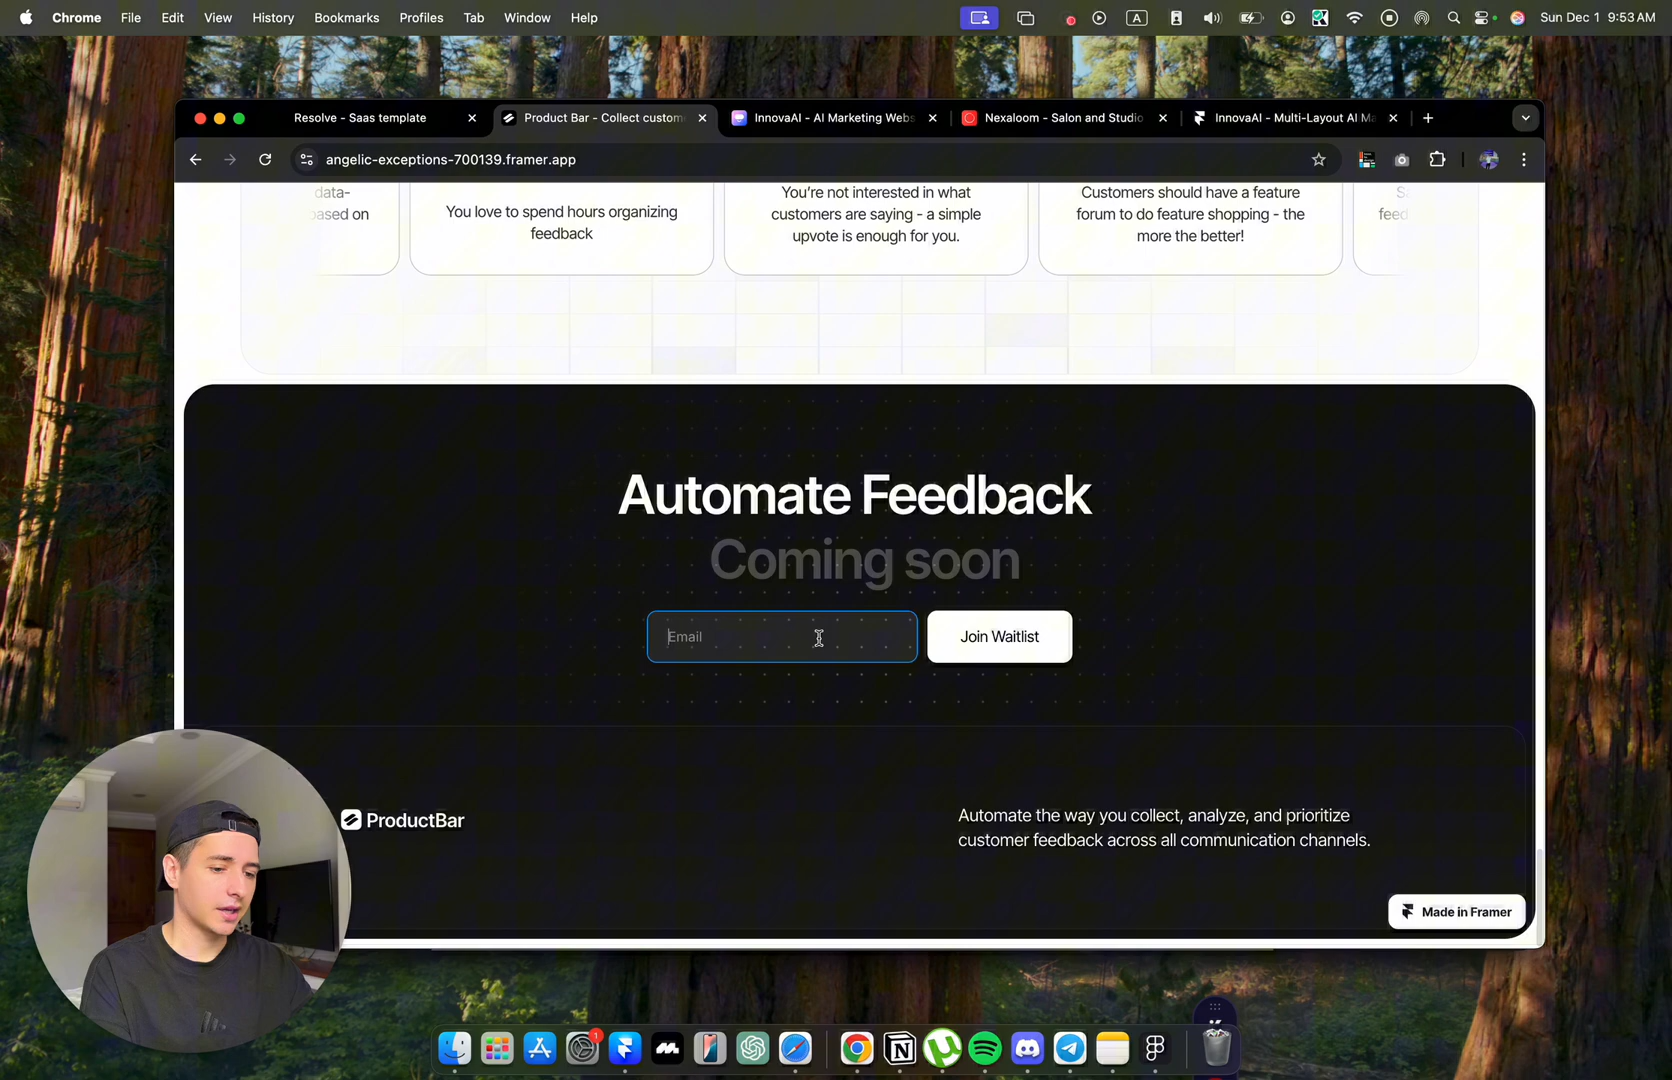 Chrome File Edit View History Bookmarks Profiles Tab Window Help A Sun Dec 1 9:53 AM
Resolve - Saas template Product Bar - Collect custom InnovaAI - AI Marketing Webs Nexaloom - Salon and Studio InnovaAI - Multi-Layout AI Ma
angelic-exceptions-700139.framer.app
data-
based on
You love to spend hours organizing
feedback
You're not interested in what
customers are saying - a simple
upvote is enough for you.
Customers should have a feature
forum to do feature shopping - the
more the better!
feed
Automate Feedback
Coming soon
Email
Join Waitlist
ProductBar
Automate the way you collect, analyze, and prioritize
customer feedback across all communication channels.
Made in Framer
1